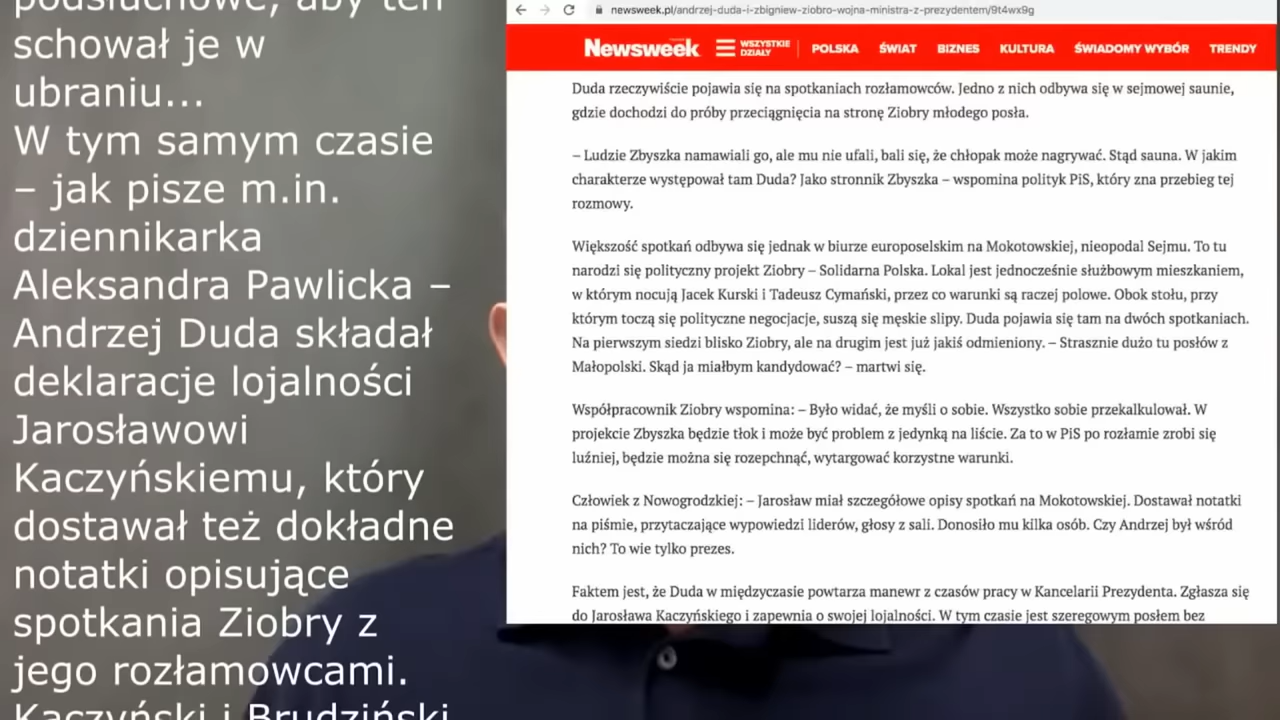 podsłuchowe, aby ten
schował je w
ubraniu...
W tym samym czasie
– jak pisze m.in.
dziennikarka
Aleksandra Pawlicka –
Andrzej Duda składał
deklaracje lojalności
Jarosławowi
Kaczyńskiemu, który
dostawał też dokładne
notatki opisujące
spotkania Ziobry z
jego rozłamowcami.
Kaczyński i Brudziński
newsweek.pl/andrzej-duda-i-zbigniew-ziobro-wojna-ministra-z-prezydentem/9t4wx9g
Newsweek WSZYSTKIE DZIAŁY POLSKA ŚWIAT BIZNES KULTURA ŚWIADOMY WYBÓR TRENDY
Duda rzeczywiście pojawia się na spotkaniach rozłamowców. Jedno z nich odbywa się w sejmowej saunie,
gdzie dochodzi do próby przeciągnięcia na stronę Ziobry młodego posła.
– Ludzie Zbyszka namawiali go, ale mu nie ufali, bali się, że chłopak może nagrywać. Stąd sauna. W jakim
charakterze występował tam Duda? Jako stronnik Zbyszka – wspomina polityk PiS, który zna przebieg tej
rozmowy.
Większość spotkań odbywa się jednak w biurze europoselskim na Mokotowskiej, nieopodal Sejmu. To tu
narodzi się polityczny projekt Ziobry – Solidarna Polska. Lokal jest jednocześnie służbowym mieszkaniem,
w którym nocują Jacek Kurski i Tadeusz Cymański, przez co warunki są raczej polowe. Obok stołu, przy
którym toczą się polityczne negocjacje, suszą się męskie slipy. Duda pojawia się tam na dwóch spotkaniach.
Na pierwszym siedzi blisko Ziobry, ale na drugim jest już jakiś odmieniony. – Strasznie dużo tu posłów z
Małopolski. Skąd ja miałbym kandydować? – martwi się.
Współpracownik Ziobry wspomina: – Było widać, że myśli o sobie. Wszystko sobie przekalkulował. W
projekcie Zbyszka będzie tłok i może być problem z jedynką na liście. Za to w PiS po rozłamie zrobi się
luźniej, będzie można się rozepchnąć, wytargować korzystne warunki.
Człowiek z Nowogrodzkiej: – Jarosław miał szczegółowe opisy spotkań na Mokotowskiej. Dostawał notatki
na piśmie, przytaczające wypowiedzi liderów, głosy z sali. Donosiło mu kilka osób. Czy Andrzej był wśród
nich? To wie tylko prezes.
Faktem jest, że Duda w międzyczasie powtarza manewr z czasów pracy w Kancelarii Prezydenta. Zgłasza się
do Jarosława Kaczyńskiego i zapewnia o swojej lojalności. W tym czasie jest szeregowym posłem bez